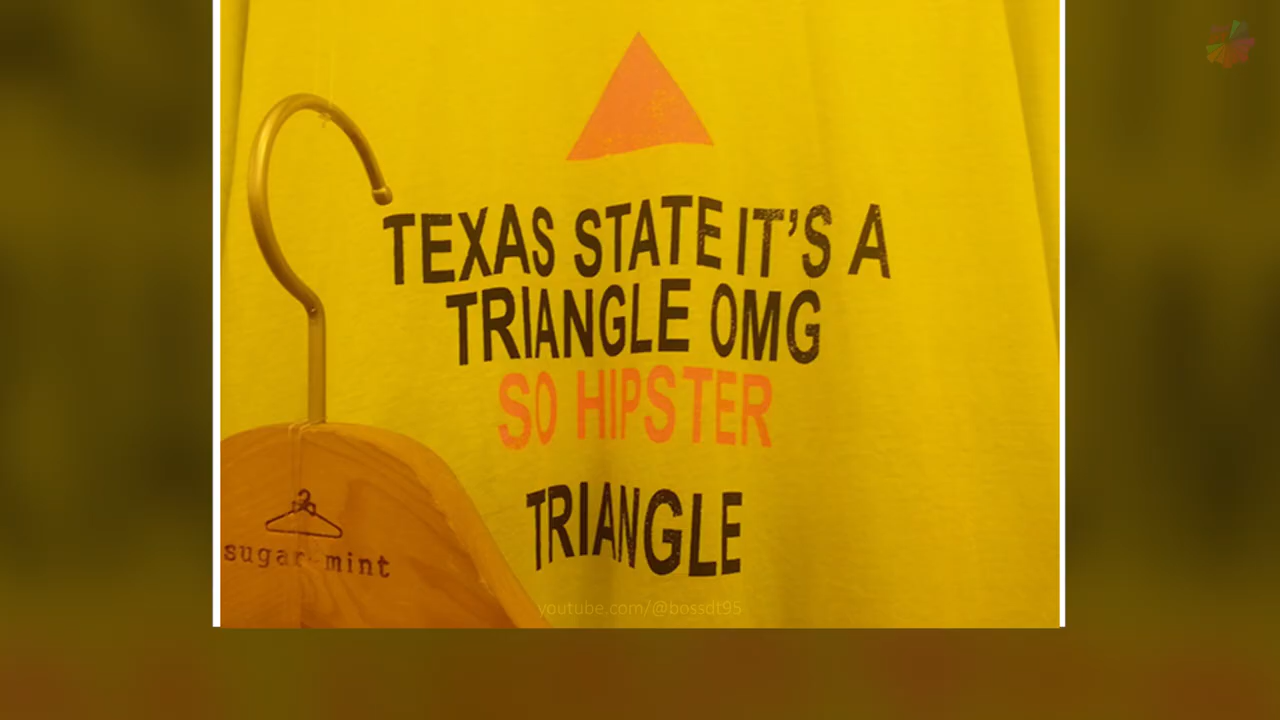 TEXAS STATE IT'S A
TRIANGLE OMG
SO HIPSTER
TRIANGLE
sugar mint
youtube.com/@bossdt95